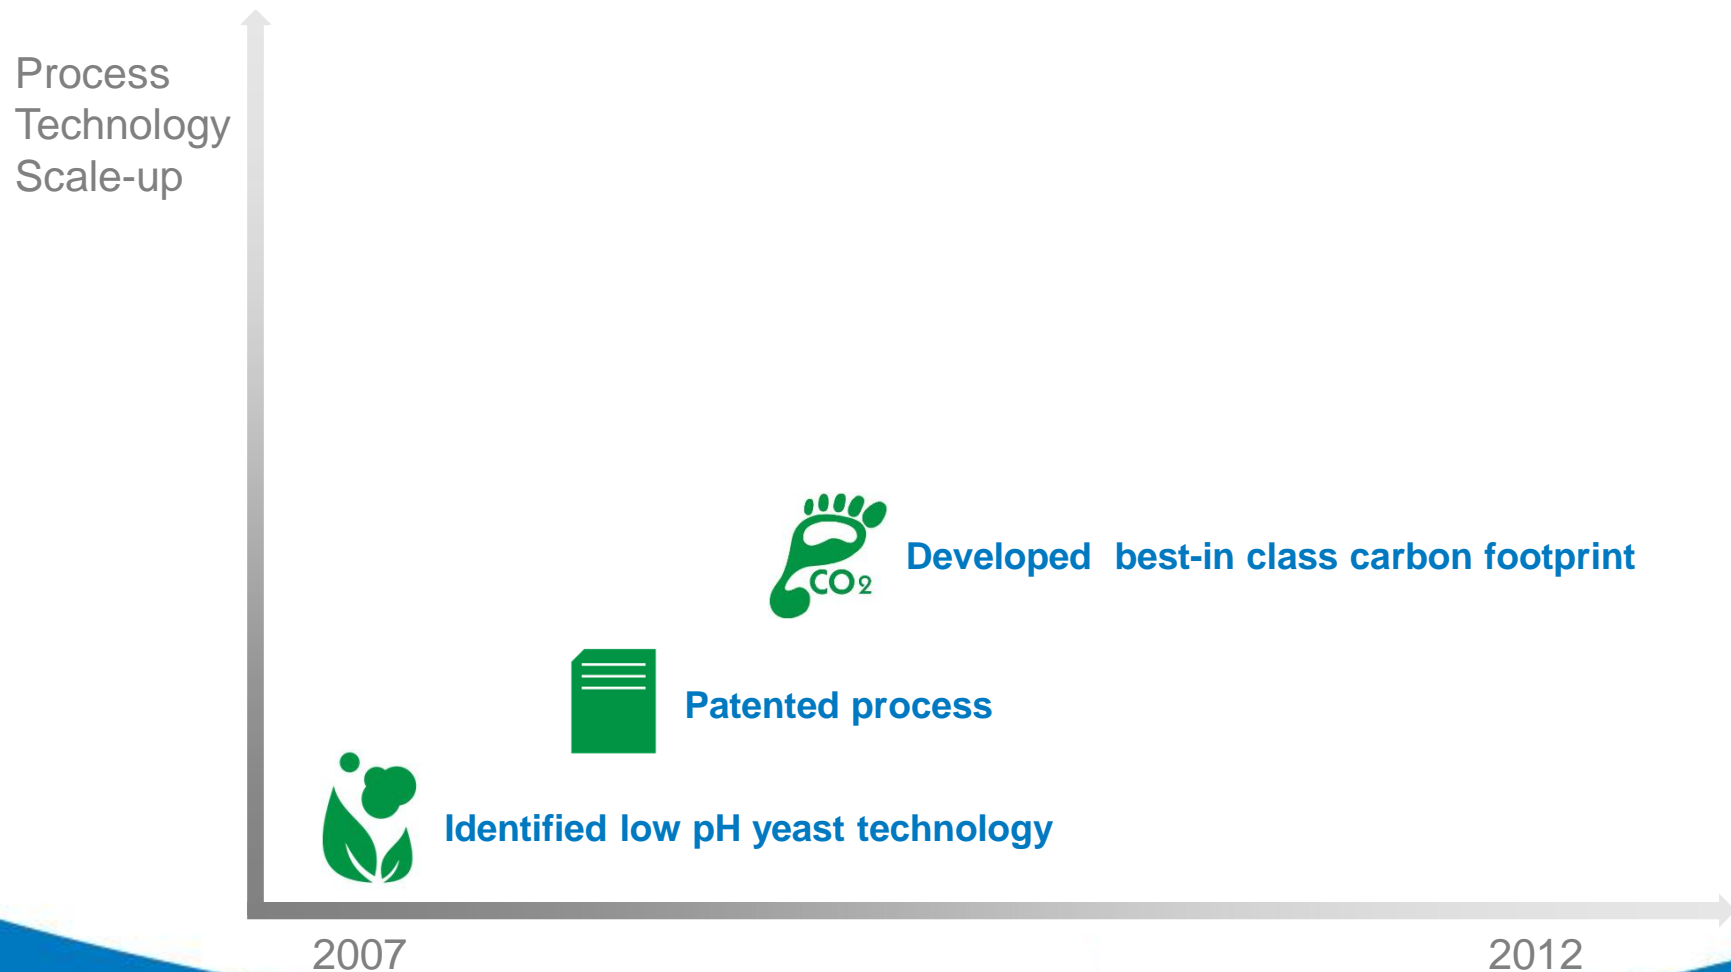 Process
Technology
Scale-up
CO2
Developed  best-in class carbon footprint
Patented process
Identified low pH yeast technology
2007
2012